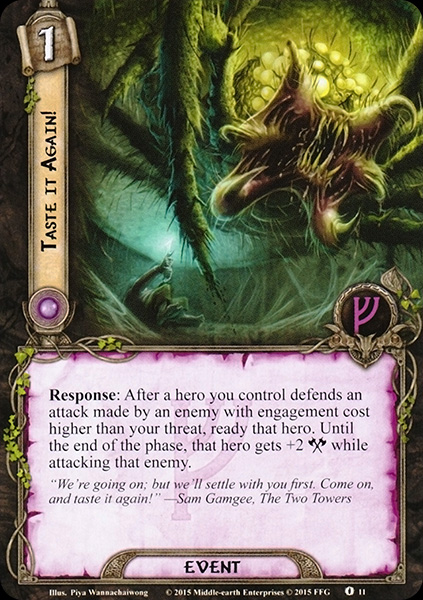 1
TASTE IT AGAIN!
Response: After a hero you control defends an
attack made by an enemy with engagement cost
higher than your threat, ready that hero. Until
the end of the phase, that hero gets +2 while
attacking that enemy.
“We’re going on; but we’ll settle with you first. Come on,
and taste it again!” —Sam Gamgee, The Two Towers
EVENT
Illus. Piya Wannachaiwong © 2015 Middle-earth Enterprises © 2015 FFG 11